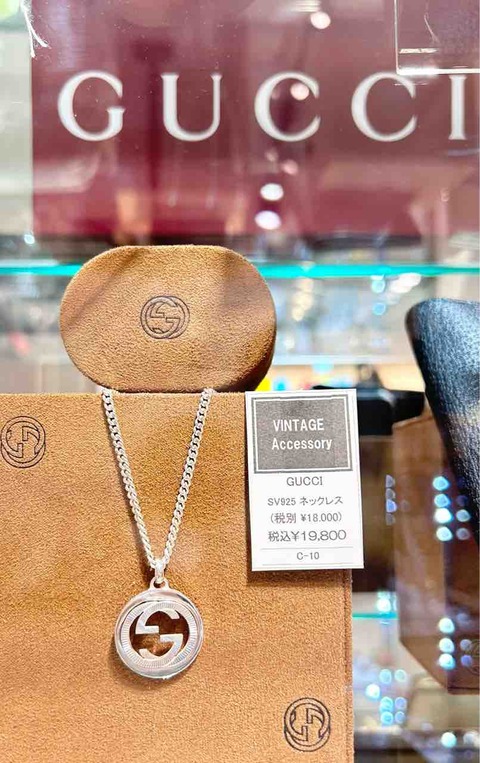 GUCCI
VINTAGE
Accessory
GUCCI
SV925 ネックレス
(税別 ¥18.000)
税込¥19,800
C-10